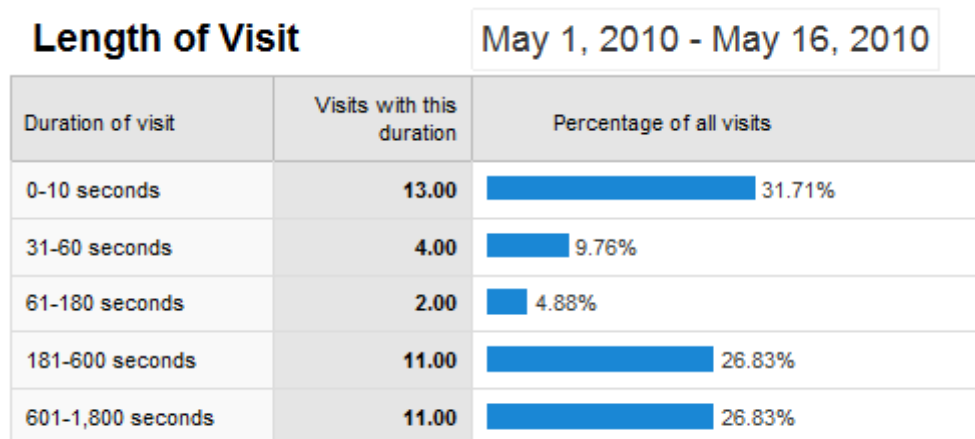 Length of Visit May 1, 2010 - May 16, 2010
Duration of visit Visits with this duration Percentage of all visits
0-10 seconds 13.00 31.71%
31-60 seconds 4.00 9.76%
61-180 seconds 2.00 4.88%
181-600 seconds 11.00 26.83%
601-1,800 seconds 11.00 26.83%